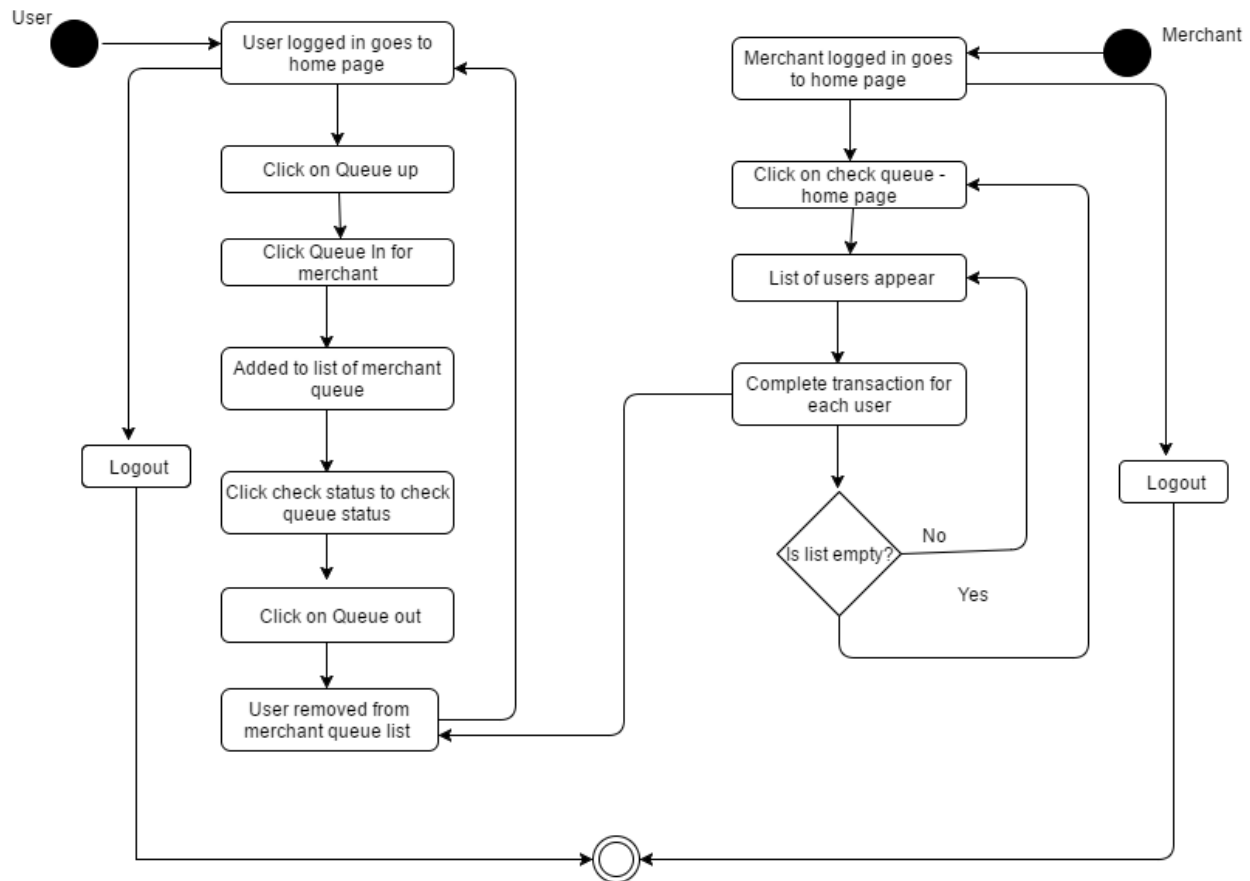 User
User logged in goes to
home page
Click on Queue up
Click Queue In for
merchant
Added to list of merchant
queue
Logout
Click check status to check
queue status
Click on Queue out
User removed from
merchant queue list
Merchant
Merchant logged in goes
to home page
Click on check queue -
home page
List of users appear
Complete transaction for
each user
Logout
Is list empty?
No
Yes